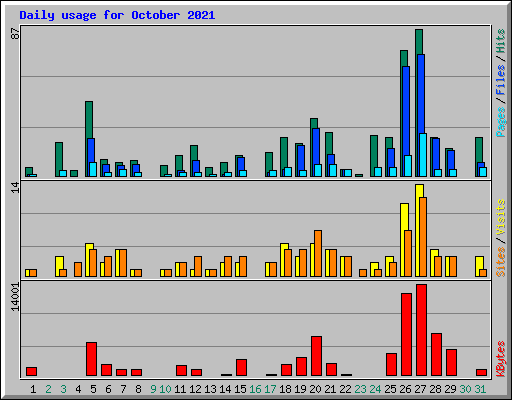 Daily usage for October 2021
87
Pages / Files / Hits
14
Sites / Visits
14001
KBytes
1 2 3 4 5 6 7 8 9 10 11 12 13 14 15 16 17 18 19 20 21 22 23 24 25 26 27 28 29 30 31